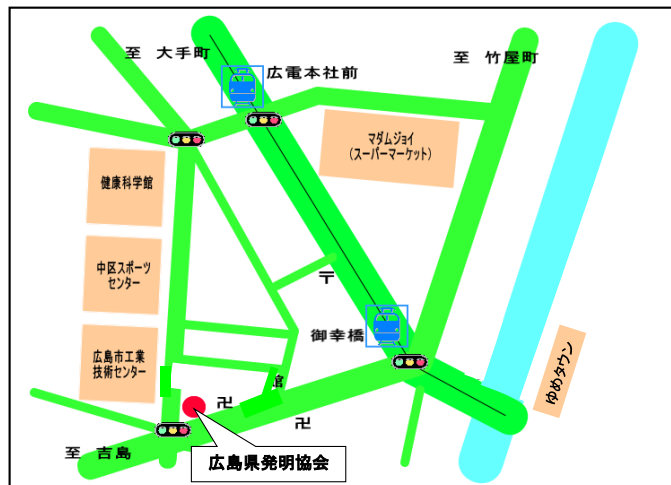 至 大手町
広電本社前
至 竹屋町
マダムジョイ
(スーパーマーケット)
健康科学館
中区スポーツ
センター
〒
御幸橋
広島市工業
技術センター
ゆめタウン
館
卍
卍
至 吉島
広島県発明協会